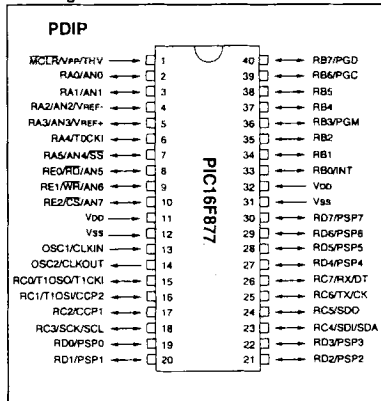 PDIP
MCLR/VPP/THV 1 40 RB7/PGD
RA0/AN0 2 39 RB6/PGC
RA1/AN1 3 38 RB5
RA2/AN2/VREF- 4 37 RB4
RA3/AN3/VREF+ 5 36 RB3/PGM
RA4/T0CKI 6 35 RB2
RA5/AN4/SS 7 34 RB1
RE0/RD/AN5 8 33 RB0/INT
RE1/WR/AN6 9 32 VDD
RE2/CS/AN7 10 31 VSS
VDD 11 30 RD7/PSP7
VSS 12 29 RD6/PSP6
OSC1/CLKIN 13 28 RD5/PSP5
OSC2/CLKOUT 14 27 RD4/PSP4
RC0/T1OSO/T1CKI 15 26 RC7/RX/DT
RC1/T1OSI/CCP2 16 25 RC6/TX/CK
RC2/CCP1 17 24 RC5/SDO
RC3/SCK/SCL 18 23 RC4/SDI/SDA
RD0/PSP0 19 22 RD3/PSP3
RD1/PSP1 20 21 RD2/PSP2
PIC16F877